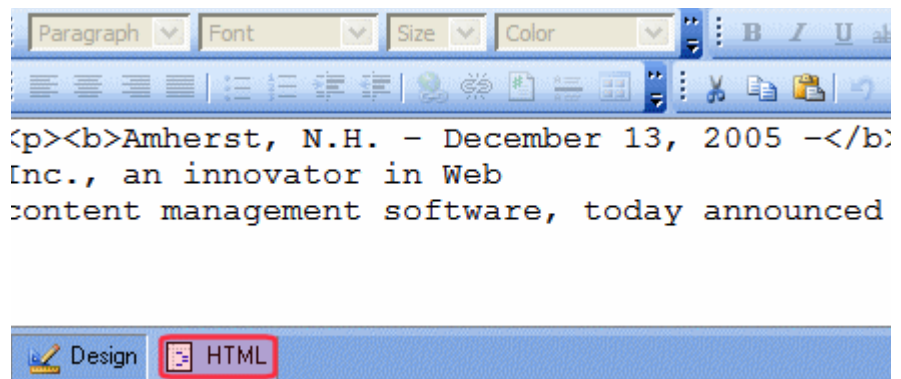 Paragraph Font Size Color B I U ab
<p><b>Amherst, N.H. – December 13, 2005 –</b>
Inc., an innovator in Web
content management software, today announced
Design HTML